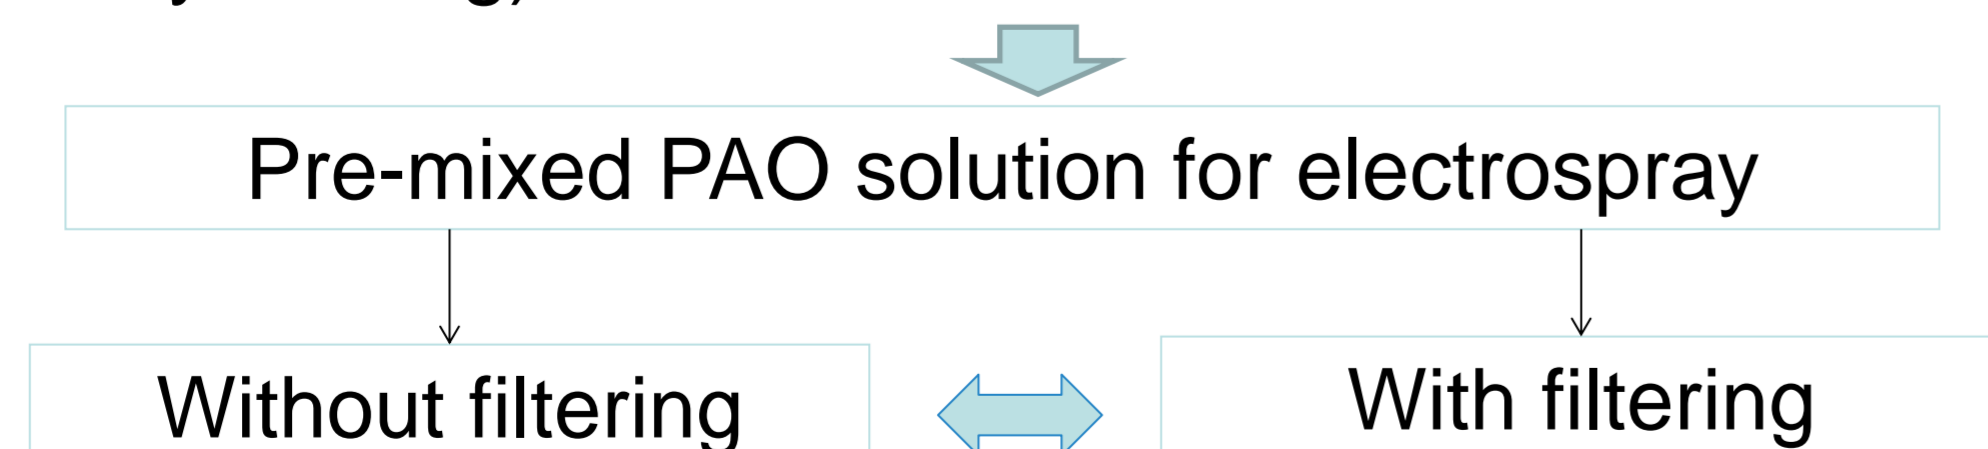 Pre-mixed PAO solution for electrospray
Without filtering
With filtering